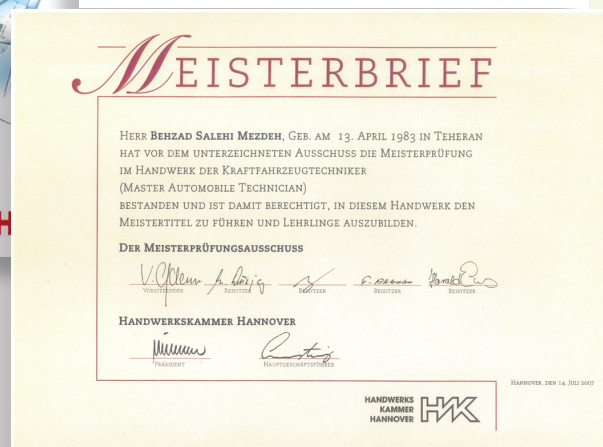 MEISTERBRIEF
HERR BEHZAD SALEHI MEZDEH, GEB. AM 13. APRIL 1983 IN TEHERAN
HAT VOR DEM UNTERZEICHNETEN AUSSCHUSS DIE MEISTERPRÜFUNG
IM HANDWERK DER KRAFTFAHRZEUGTECHNIKER
(MASTER AUTOMOBILE TECHNICIAN)
BESTANDEN UND IST DAMIT BERECHTIGT, IN DIESEM HANDWERK DEN
MEISTERTITEL ZU FÜHREN UND LEHRLINGE AUSZUBILDEN.
DER MEISTERPRÜFUNGSAUSSCHUSS
VORSITZENDER BEISITZER BEISITZER BEISITZER BEISITZER
HANDWERKSKAMMER HANNOVER
PRÄSIDENT HAUPTGESCHÄFTSFÜHRER
HANNOVER, DEN 14. JULI 2007
HANDWERKS
KAMMER
HANNOVER
HWK